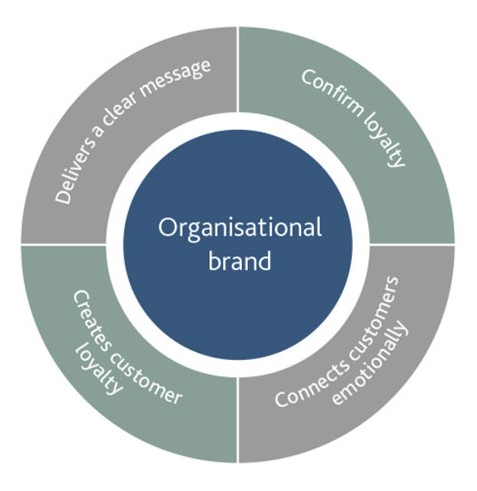 Delivers a clear message
Confirm loyalty
Organisational
brand
Creates customer
loyalty
Connects customers
emotionally